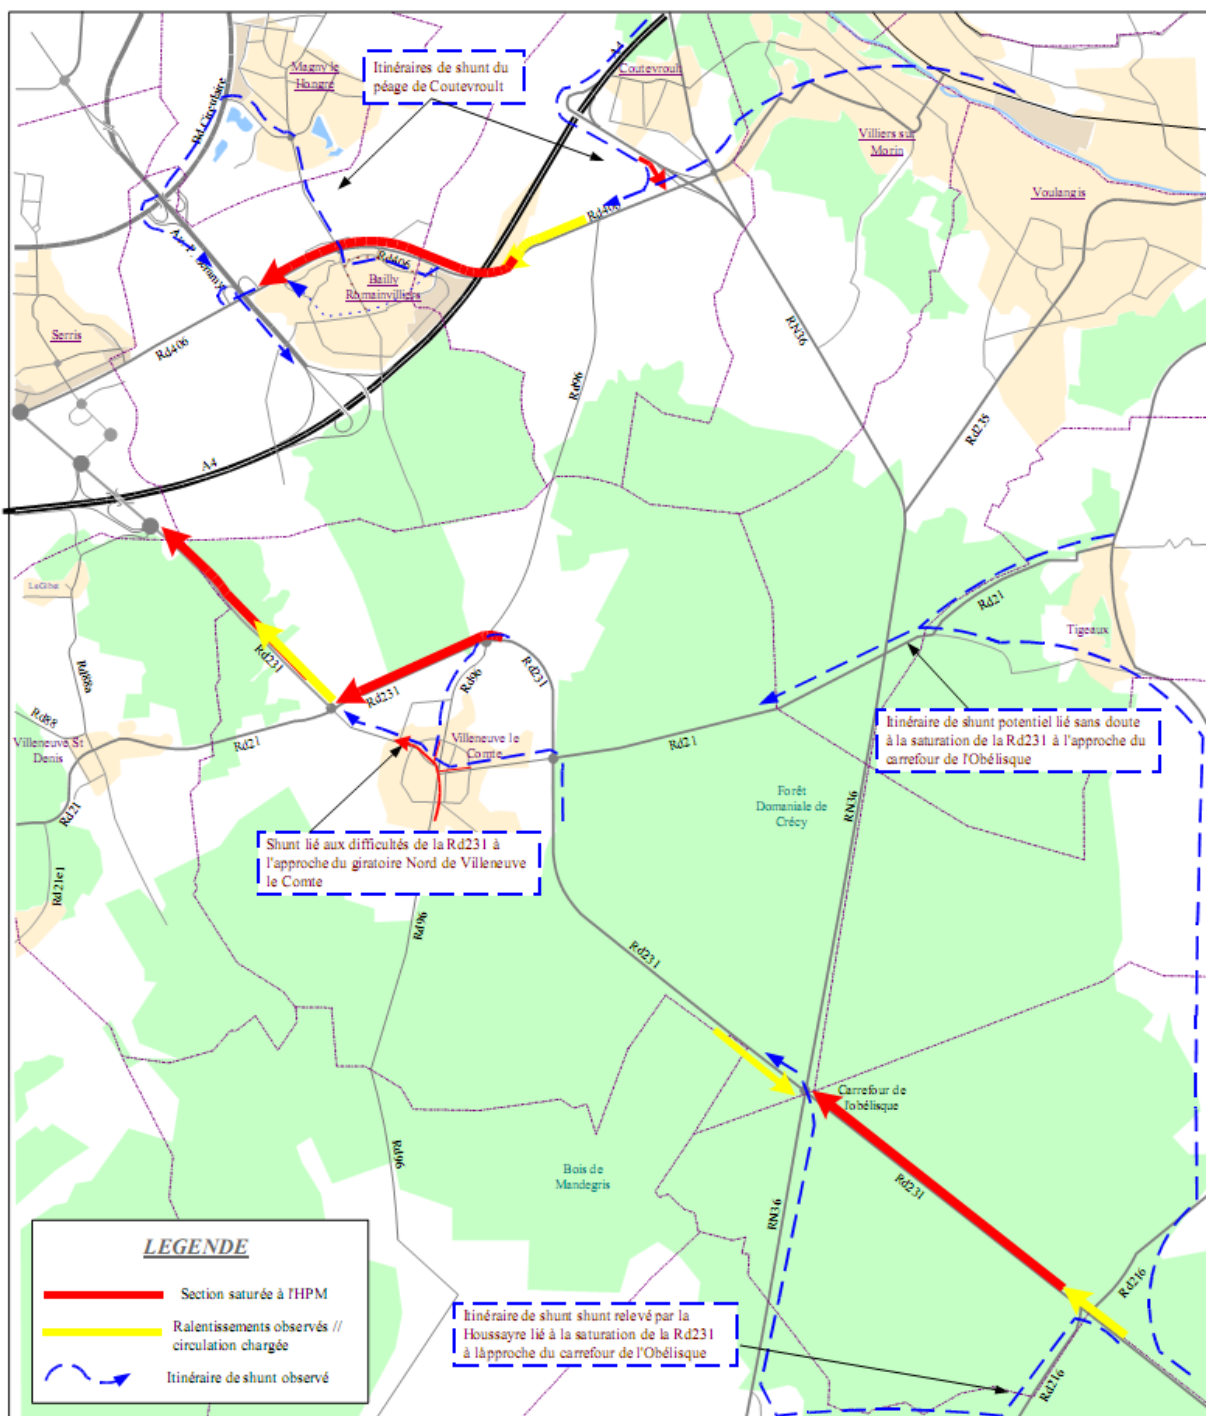 Magny le
Hongre
Itinéraires de shunt du
péage de Coutevroult
A4
Coutevroult
Rd Circulaire
Villiers sur
Morin
Voulangis
Rd406
Rd406
Bailly
Romainvilliers
Serris
Rd406
RN36
Rd96
Rd235
A4
Rd21
Tigeaux
Rd231
Rd88a
Rd231
Rd96
Rd231
Rd88
Villeneuve St
Denis
Rd21
Villeneuve le
Comte
Rd21
Itinéraire de shunt potentiel lié sans doute
à la saturation de la Rd231 à l'approche du
carrefour de l'Obélisque
Rd21
Forêt
Domaniale de
Crécy
RN36
Shunt lié aux difficultés de la Rd231 à
l'approche du giratoire Nord de Villeneuve
le Comte
Rd21e1
Rd96
Rd231
Carrefour de
l'obélisque
Rd96
Bois de
Mandegris
Rd231
RN36
LEGENDE
Section saturée à l'HPM
Ralentissements observés //
circulation chargée
Itinéraire de shunt observé
Itinéraire de shunt shunt relevé par la
Houssayre lié à la saturation de la Rd231
à làpproche du carrefour de l'Obélisque
Rd216
Rd216